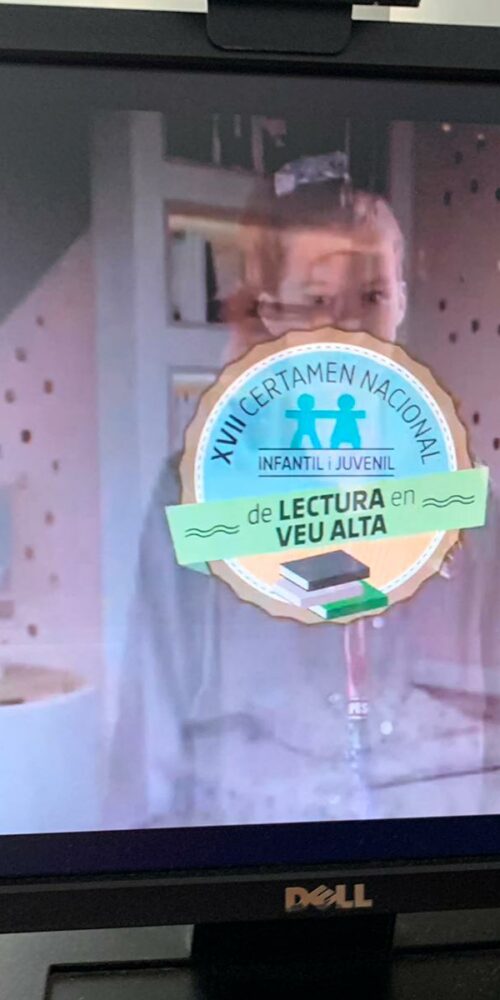 XVII CERTAMEN NACIONAL
INFANTIL i JUVENIL
de LECTURA en
VEU ALTA
DELL